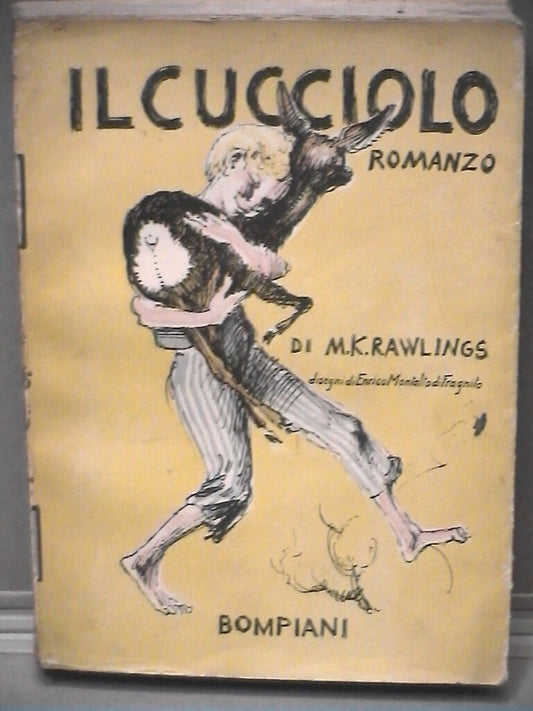 IL CUCCIOLO
ROMANZO
DI M.K.RAWLINGS
disegni di Enrico Montalto di Fragnito
BOMPIANI